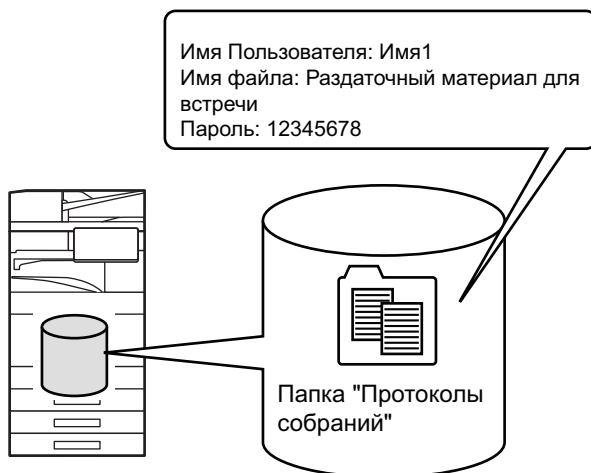 Имя Пользователя: Имя1
Имя файла: Раздаточный материал для
встречи
Пароль: 12345678
Папка "Протоколы
собраний"